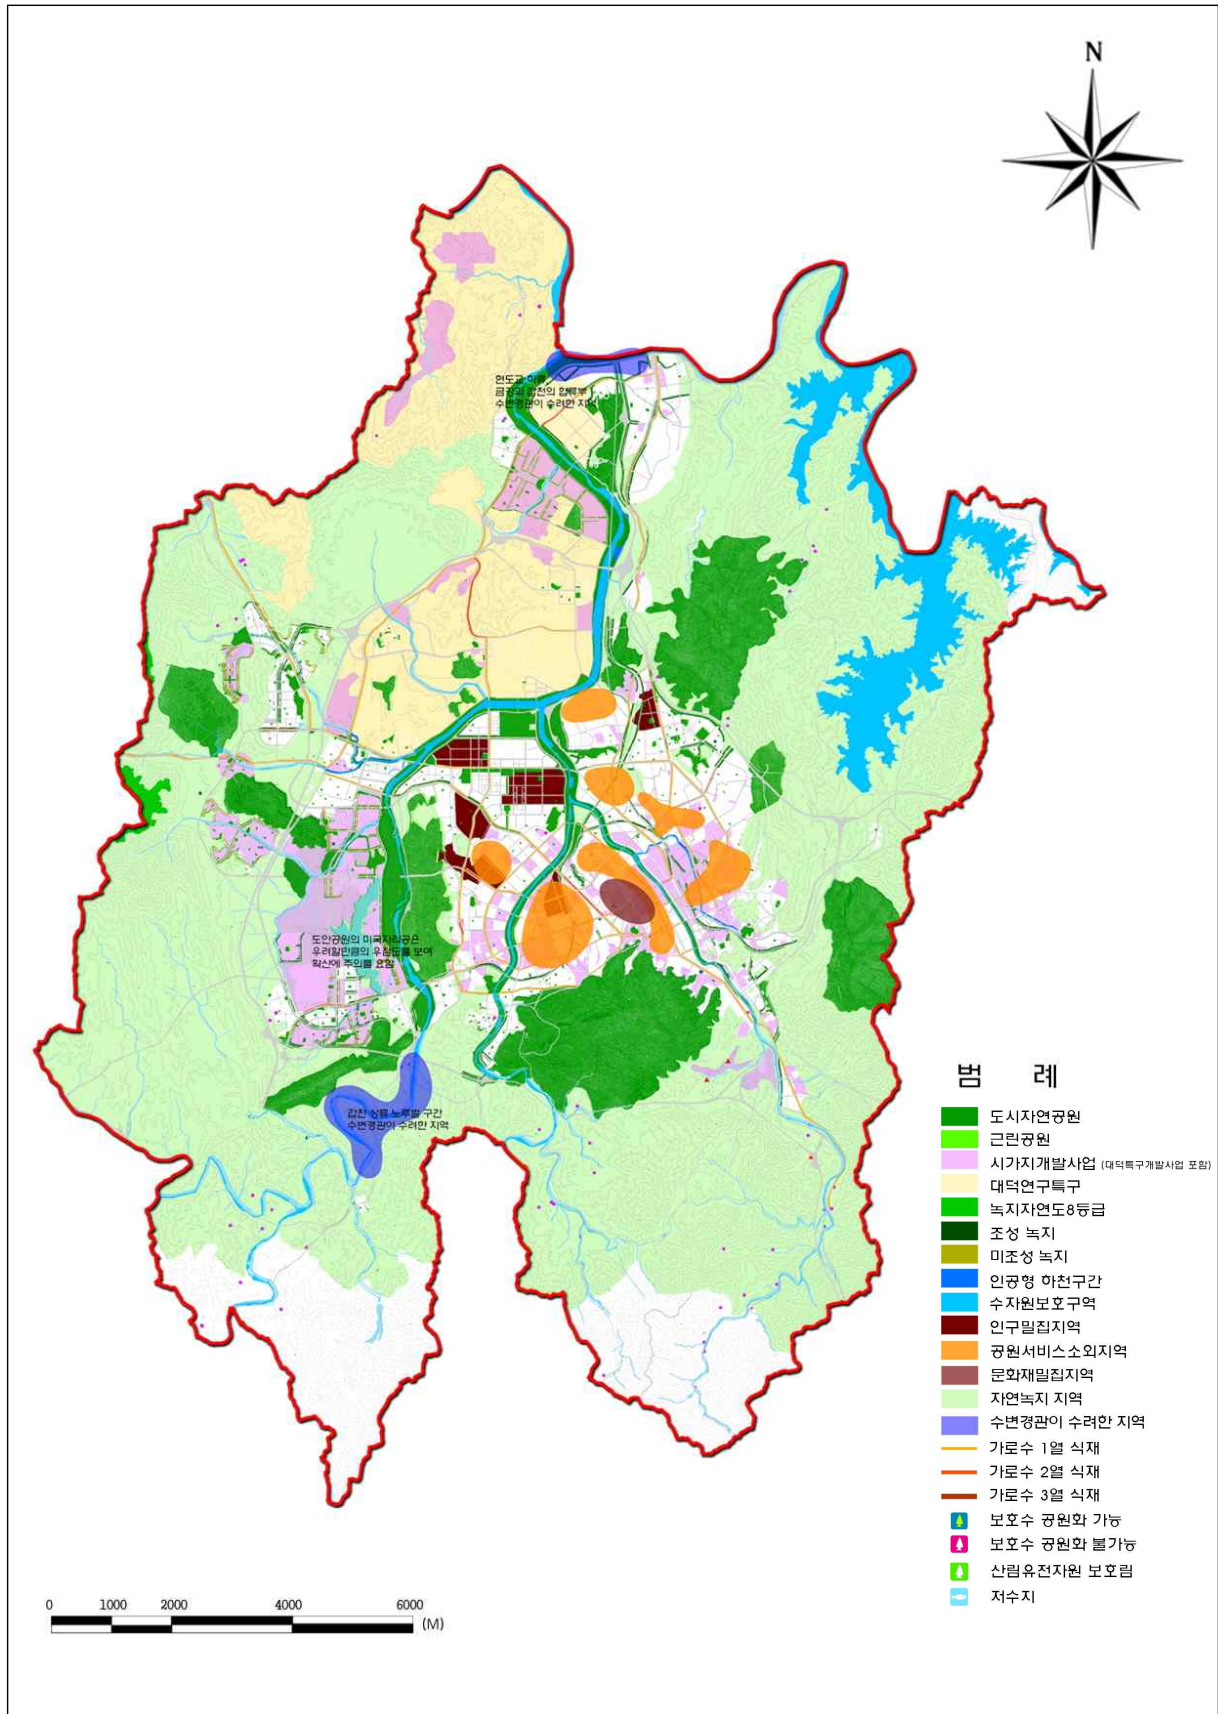 N
현도교 이류
금강과 갑천의 합류부
수변경관이 수려한 지역
도안공원의 미국자리공은
우려할만큼의 우점도를 보여
확산에 주의를 요함
갑천 상류 노루벌 구간
수변경관이 수려한 지역
범 례
도시자연공원
근린공원
시가지개발사업 (대덕특구개발사업 포함)
대덕연구특구
녹지자연도8등급
조성 녹지
미조성 녹지
인공형 하천구간
수자원보호구역
인구밀집지역
공원서비스소외지역
문화재밀집지역
자연녹지 지역
수변경관이 수려한 지역
가로수 1열 식재
가로수 2열 식재
가로수 3열 식재
보호수 공원화 가능
보호수 공원화 불가능
산림유전자원 보호림
저수지
0 1000 2000 4000 6000
(M)